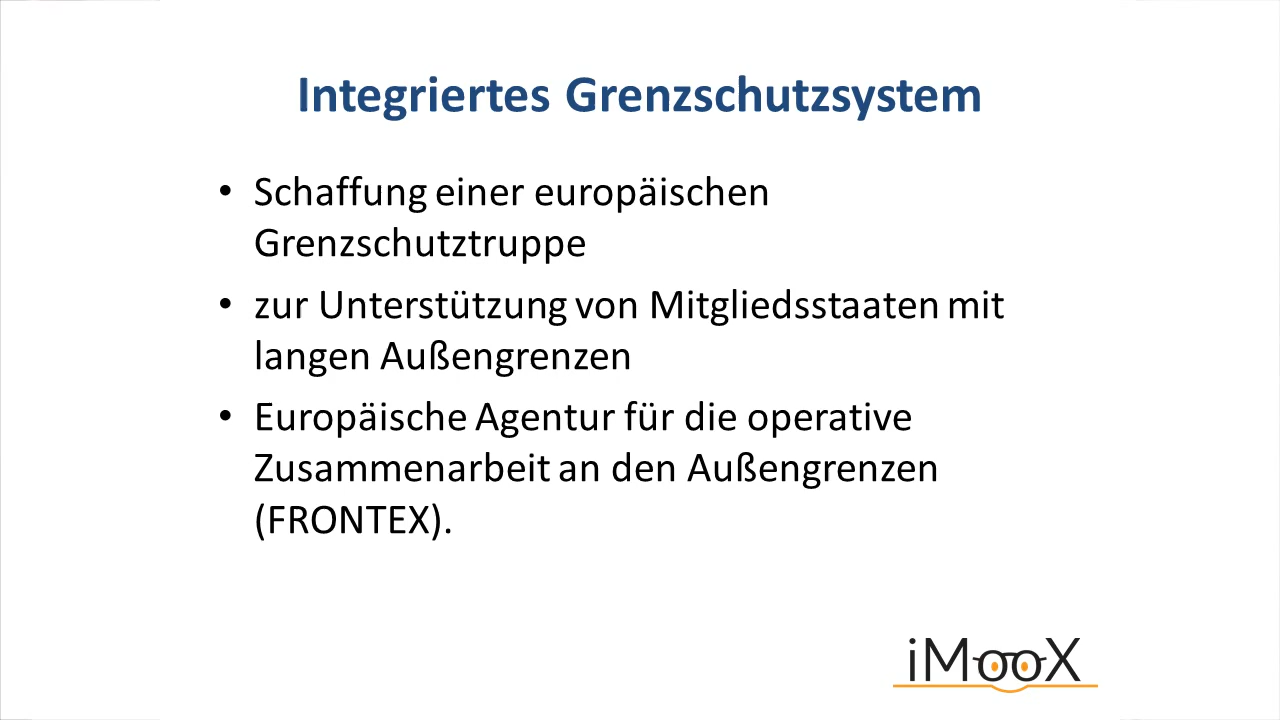 Integriertes Grenzschutzsystem
• Schaffung einer europäischen
Grenzschutztruppe
• zur Unterstützung von Mitgliedsstaaten mit
langen Außengrenzen
• Europäische Agentur für die operative
Zusammenarbeit an den Außengrenzen
(FRONTEX).
iMooX